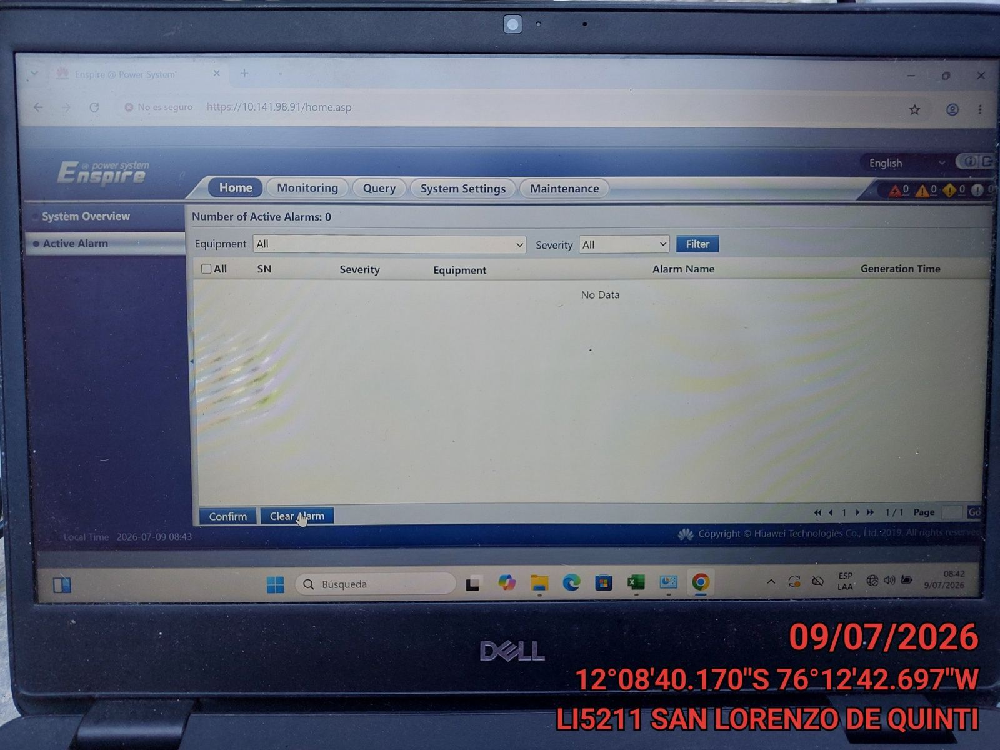 Enspire @ Power System'
No es seguro https://10.141.98.91/home.asp
Enspire @ power system
English
Home Monitoring Query System Settings Maintenance
0 0 0 0
System Overview
Active Alarm
Number of Active Alarms: 0
Equipment All Severity All Filter
All SN Severity Equipment Alarm Name Generation Time
No Data
Confirm Clear Alarm
1 1/1 Page Go
Local Time 2026-07-09 08:43
Copyright © Huawei Technologies Co., Ltd. 2019. All rights reserved
Búsqueda
ESP
LAA
08:42
9/07/2026
DELL
09/07/2026
12°08'40.170"S 76°12'42.697"W
LI5211 SAN LORENZO DE QUINTI